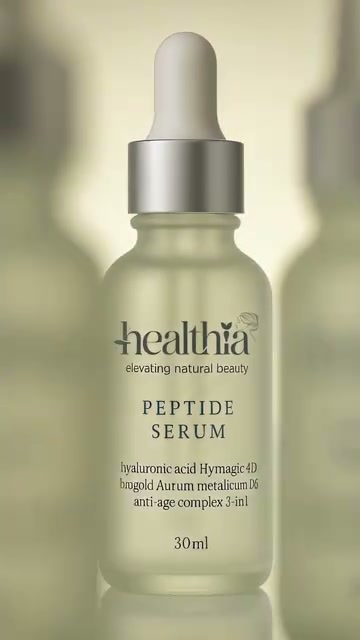 healthia
elevating natural beauty
PEPTIDE
SERUM
hyaluronic acid Hymagic 4D
brogold Aurum metalicum D6
anti-age complex 3-in1
30ml